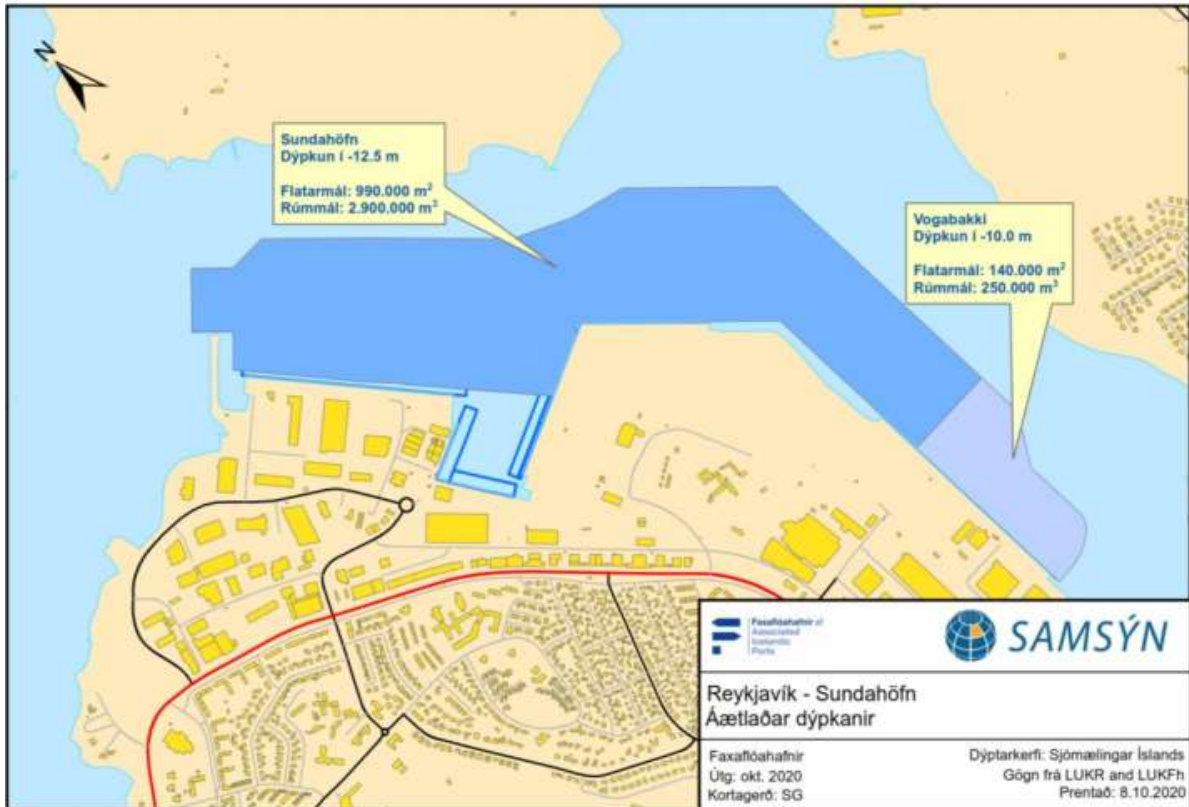 N
Sundahöfn
Dýpkun í -12.5 m
Flatarmál: 990.000 m²
Rúmmál: 2.900.000 m³
Vogabakki
Dýpkun í -10.0 m
Flatarmál: 140.000 m²
Rúmmál: 250.000 m³
Faxaflóahafnir sf
Associated
Icelandic
Ports
SAMSÝN
Reykjavík - Sundahöfn
Áætlaðar dýpkanir
Faxaflóahafnir
Útg: okt. 2020
Kortagerð: SG
Dýptarkerfi: Sjómælingar Íslands
Gögn frá LUKR and LUKFh
Prentað: 8.10.2020